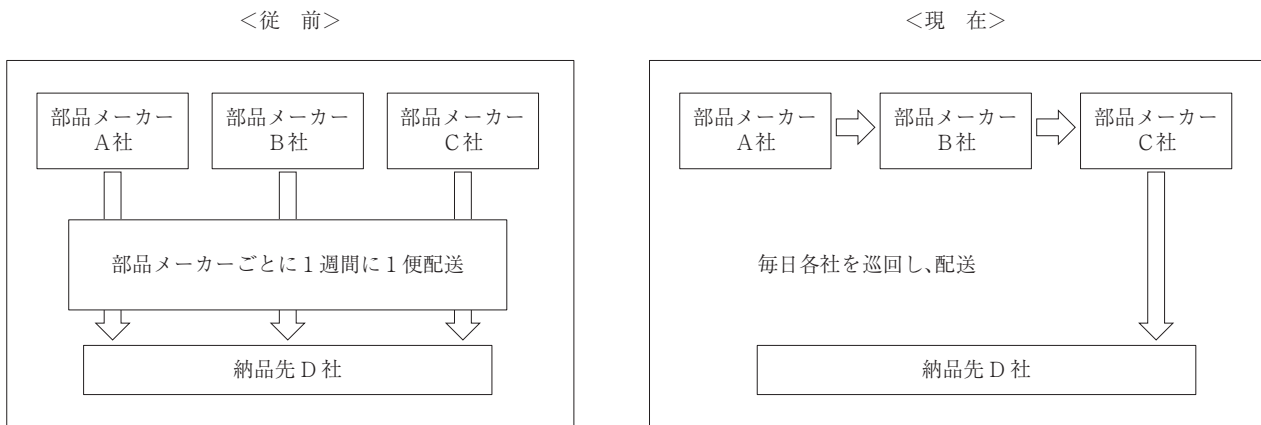 <従　前>
部品メーカー
A社
部品メーカー
B社
部品メーカー
C社
部品メーカーごとに1週間に1便配送
納品先D社
<現　在>
部品メーカー
A社
部品メーカー
B社
部品メーカー
C社
毎日各社を巡回し、配送
納品先D社